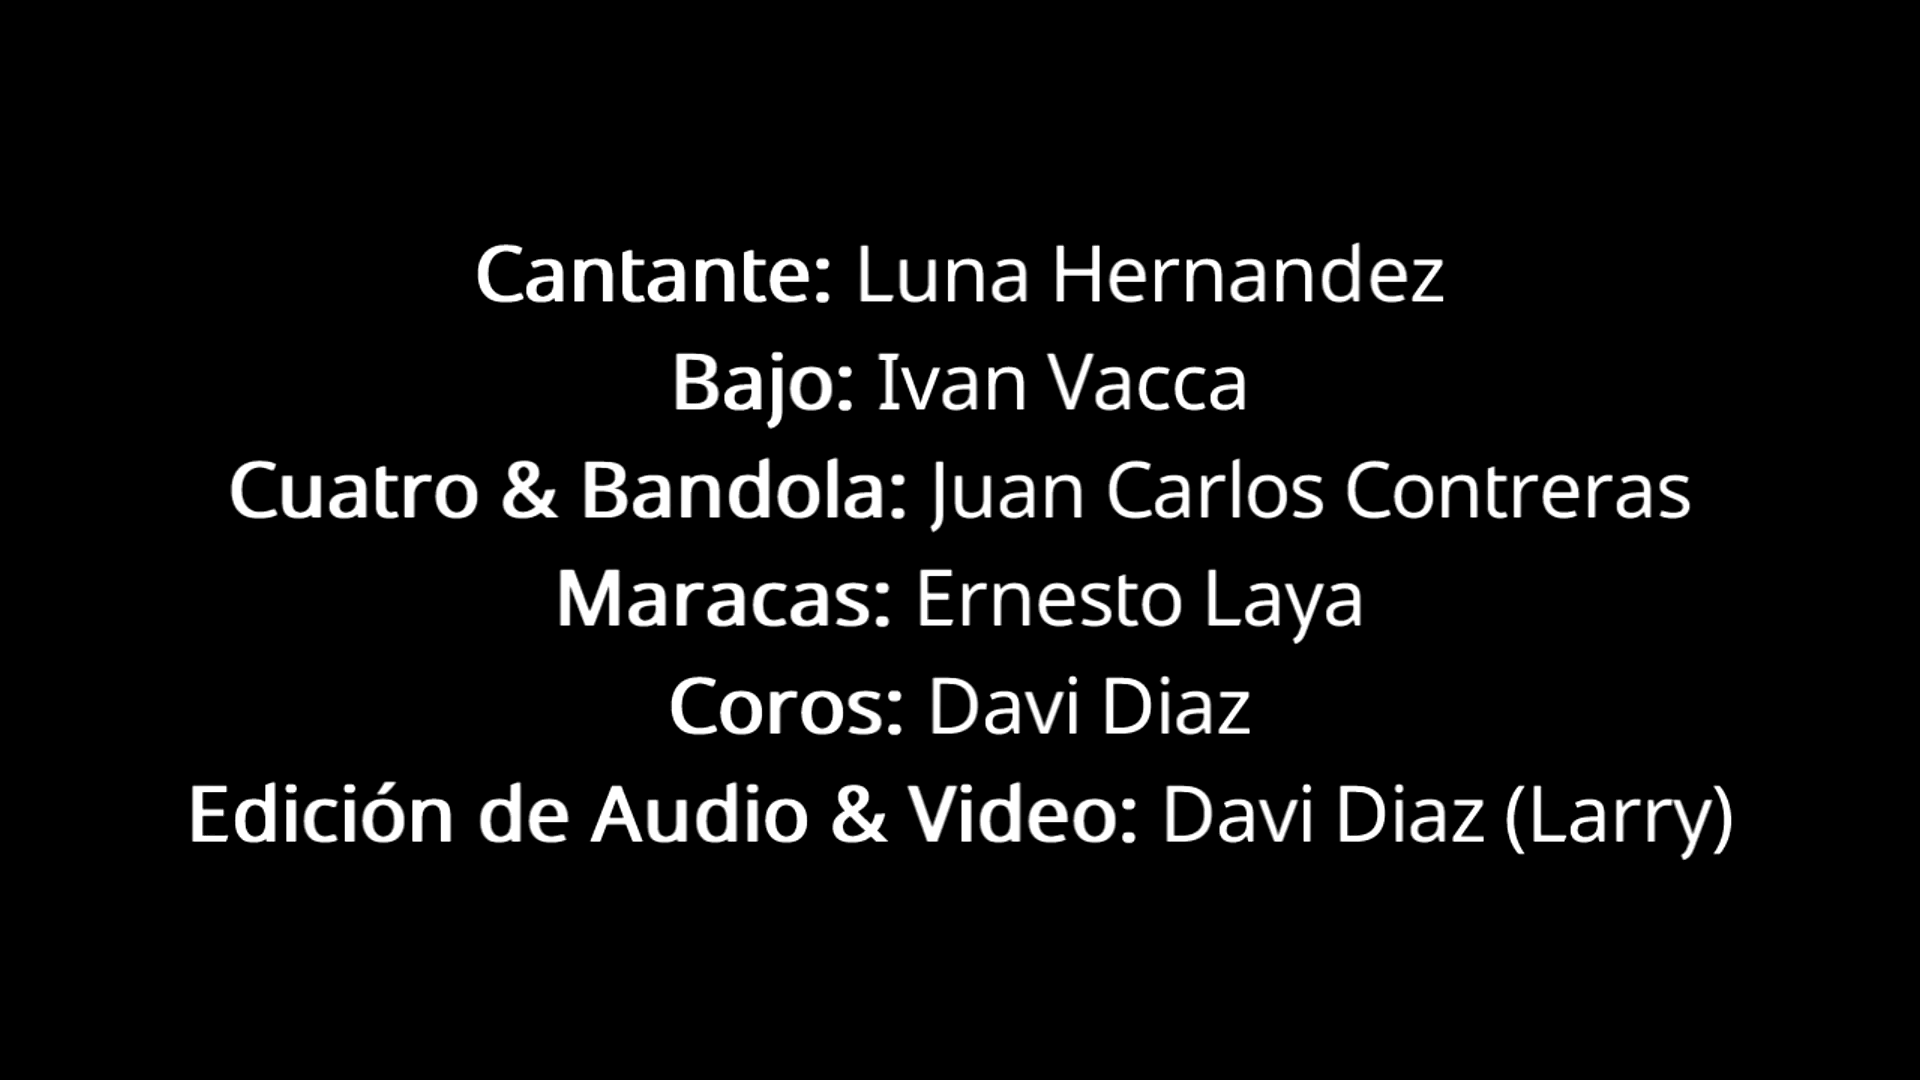 Cantante: Luna Hernandez
Bajo: Ivan Vacca
Cuatro & Bandola: Juan Carlos Contreras
Maracas: Ernesto Laya
Coros: Davi Diaz
Edición de Audio & Video: Davi Diaz (Larry)